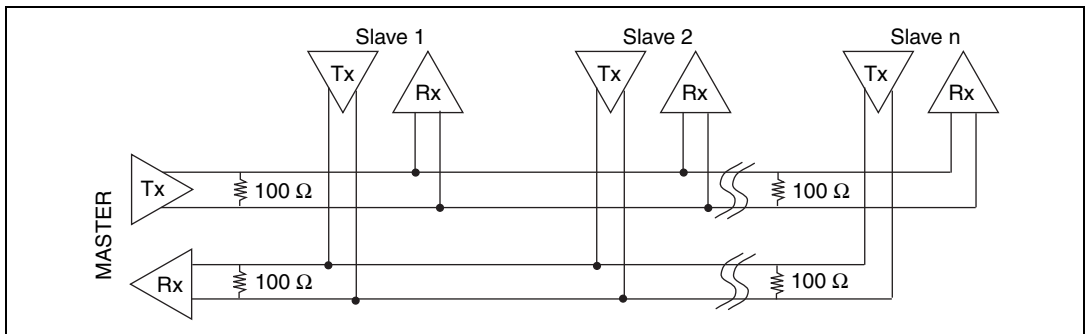 Slave 1 Slave 2 Slave n
Tx Rx Tx Rx Tx Rx
MASTER
Tx 100 Ω 100 Ω
Rx 100 Ω 100 Ω